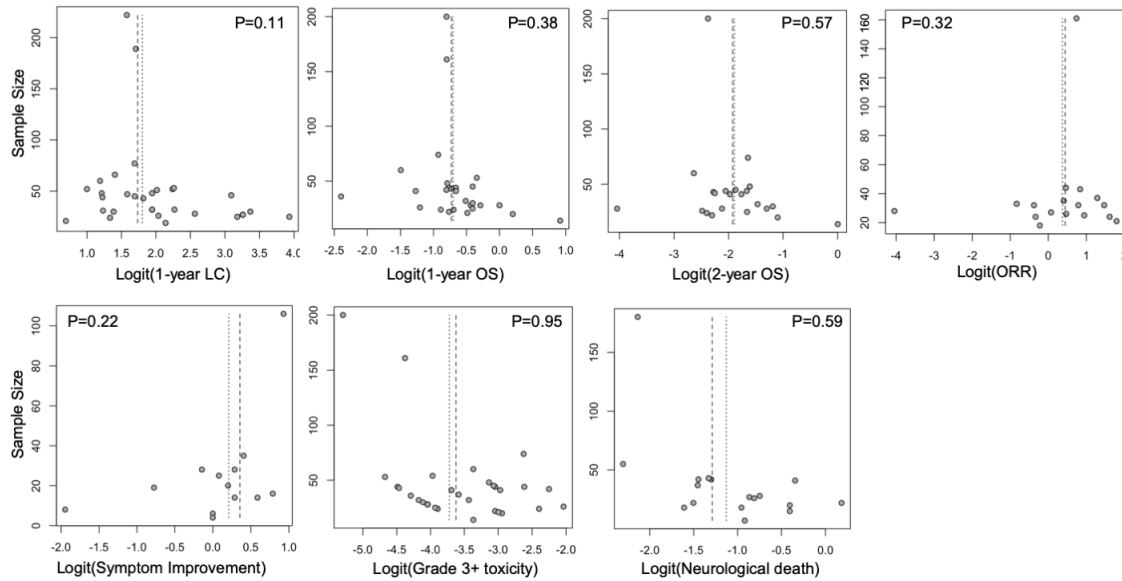 P=0.11
P=0.38
P=0.57
P=0.32
Sample Size
200
150
100
50
200
150
100
50
200
150
100
50
160
140
120
100
80
60
40
20
1.0 1.5 2.0 2.5 3.0 3.5 4.0
-2.5 -2.0 -1.5 -1.0 -0.5 0.0 0.5 1.0
-4 -3 -2 -1 0
-4 -3 -2 -1 0 1 2
Logit(1-year LC)
Logit(1-year OS)
Logit(2-year OS)
Logit(ORR)
P=0.22
P=0.95
P=0.59
Sample Size
100
80
60
40
20
0
200
150
100
50
150
100
50
-2.0 -1.5 -1.0 -0.5 0.0 0.5 1.0
-5.0 -4.5 -4.0 -3.5 -3.0 -2.5 -2.0
-2.0 -1.5 -1.0 -0.5 0.0
Logit(Symptom Improvement)
Logit(Grade 3+ toxicity)
Logit(Neurological death)